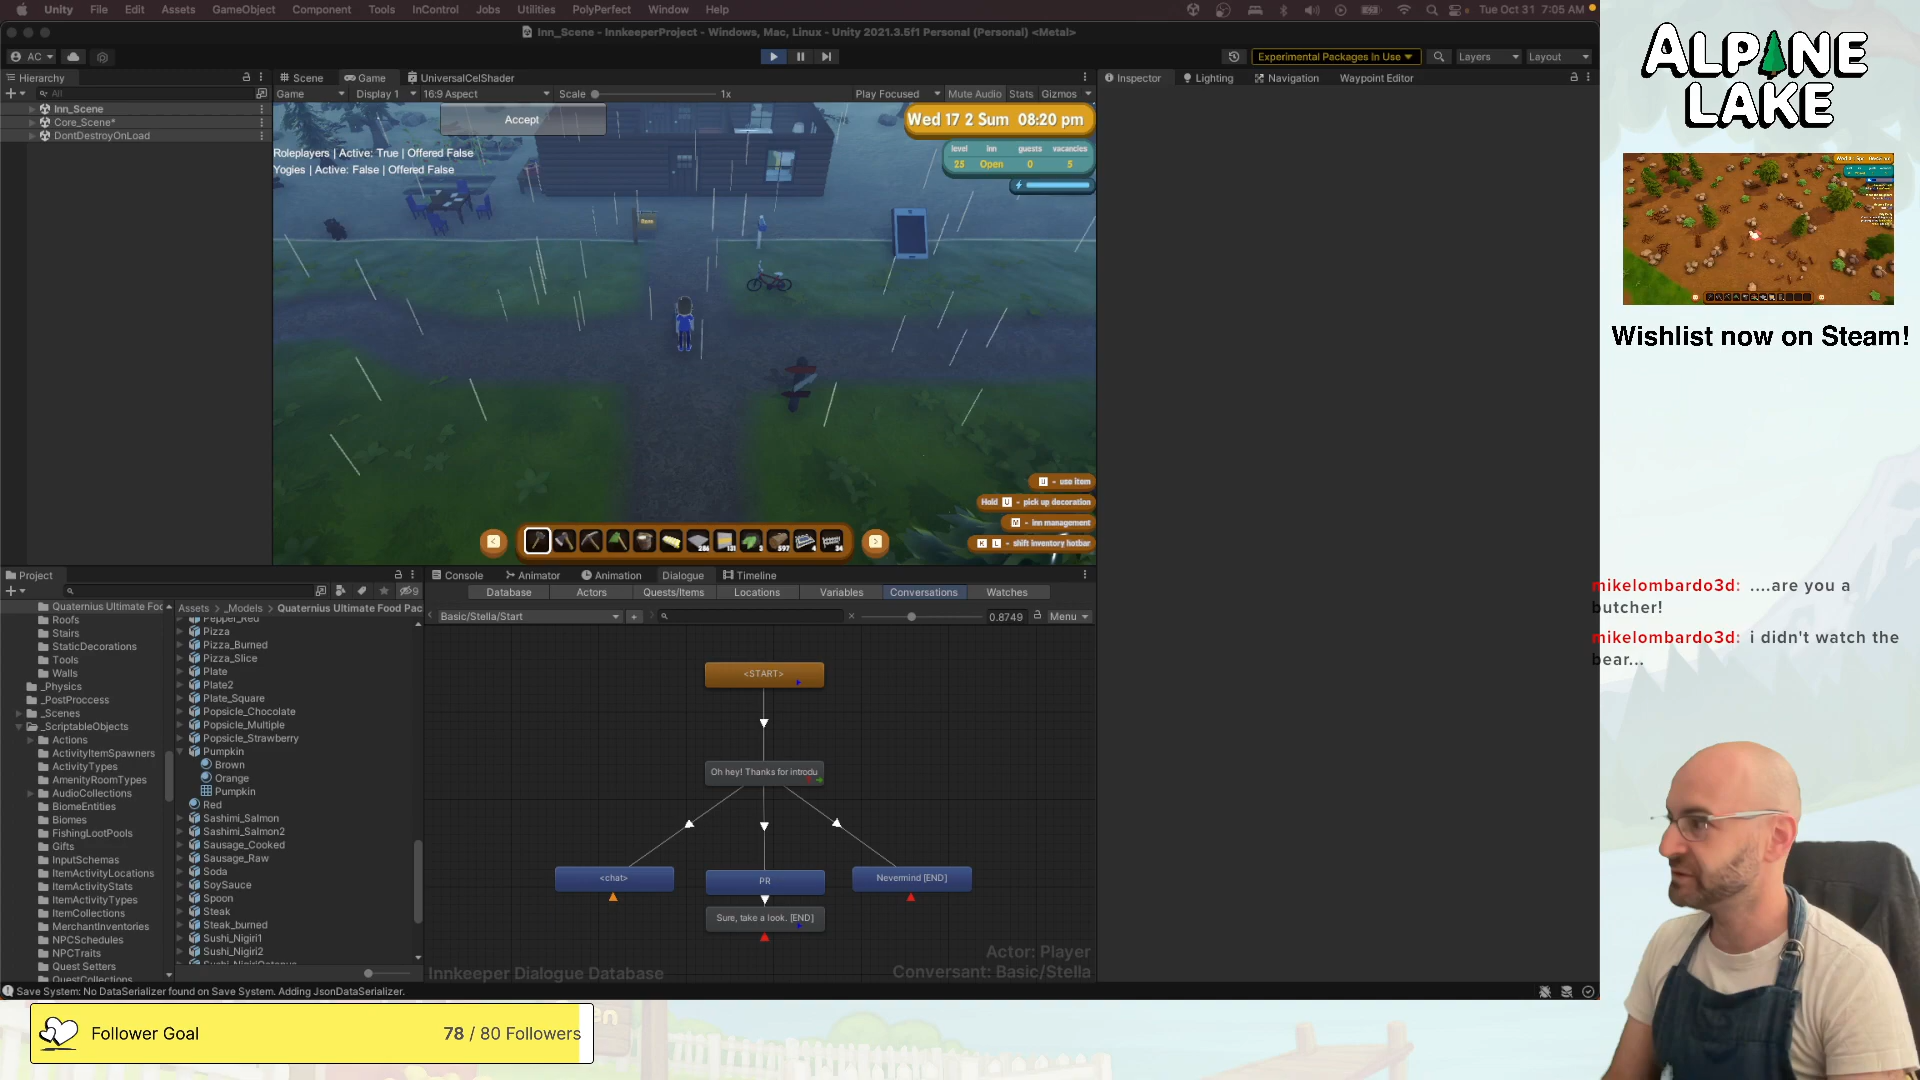 Unity File Edit Assets GameObject Component Tools InControl Jobs Utilities PolyPerfect Window Help
Tue Oct 31 7:05 AM
Inn_Scene - InnkeeperProject - Windows, Mac, Linux - Unity 2021.3.5f1 Personal (Personal) <Metal>
AC
Experimental Packages In Use
Layers
Layout
Hierarchy
Scene
Game
UniversalCelShader
Inspector
Lighting
Navigation
Waypoint Editor
All
Game
Display 1
16:9 Aspect
Scale
1x
Play Focused
Mute Audio
Stats
Gizmos
Inn_Scene
Core_Scene*
DontDestroyOnLoad
Accept
Wed 17 2 Sum 08:20 pm
Roleplayers | Active: True | Offered False
Yogies | Active: False | Offered False
level inn guests vacancies
25 Open 0 5
U - use item
Hold U - pick up decoration
M - inn management
K L - shift inventory hotbar
286
131
3
597
4
34
Project
9
Quaternius Ultimate Foo
Roofs
Stairs
StaticDecorations
Tools
Walls
_Physics
_PostProccess
_Scenes
_ScriptableObjects
Actions
ActivityItemSpawners
ActivityTypes
AmenityRoomTypes
AudioCollections
BiomeEntities
Biomes
FishingLootPools
Gifts
InputSchemas
ItemActivityLocations
ItemActivityStats
ItemActivityTypes
ItemCollections
MerchantInventories
NPCSchedules
NPCTraits
Quest Setters
QuestCollections
Assets > _Models > Quaternius Ultimate Food Pac
Pepper_Red
Pizza
Pizza_Burned
Pizza_Slice
Plate
Plate2
Plate_Square
Popsicle_Chocolate
Popsicle_Multiple
Popsicle_Strawberry
Pumpkin
Brown
Orange
Pumpkin
Red
Sashimi_Salmon
Sashimi_Salmon2
Sausage_Cooked
Sausage_Raw
Soda
SoySauce
Spoon
Steak
Steak_burned
Sushi_Nigiri1
Sushi_Nigiri2
Console
Animator
Animation
Dialogue
Timeline
Database
Actors
Quests/Items
Locations
Variables
Conversations
Watches
Basic/Stella/Start
0.8749
Menu
<START>
Oh hey! Thanks for introdu
<chat>
PR
Nevermind [END]
Sure, take a look. [END]
Actor: Player
Innkeeper Dialogue Database
Conversant: Basic/Stella
Save System: No DataSerializer found on Save System. Adding JsonDataSerializer.
Follower Goal
78 / 80 Followers
ALPINE
LAKE
Wishlist now on Steam!
mikelombardo3d: ....are you a
butcher!
mikelombardo3d: i didn't watch the
bear...